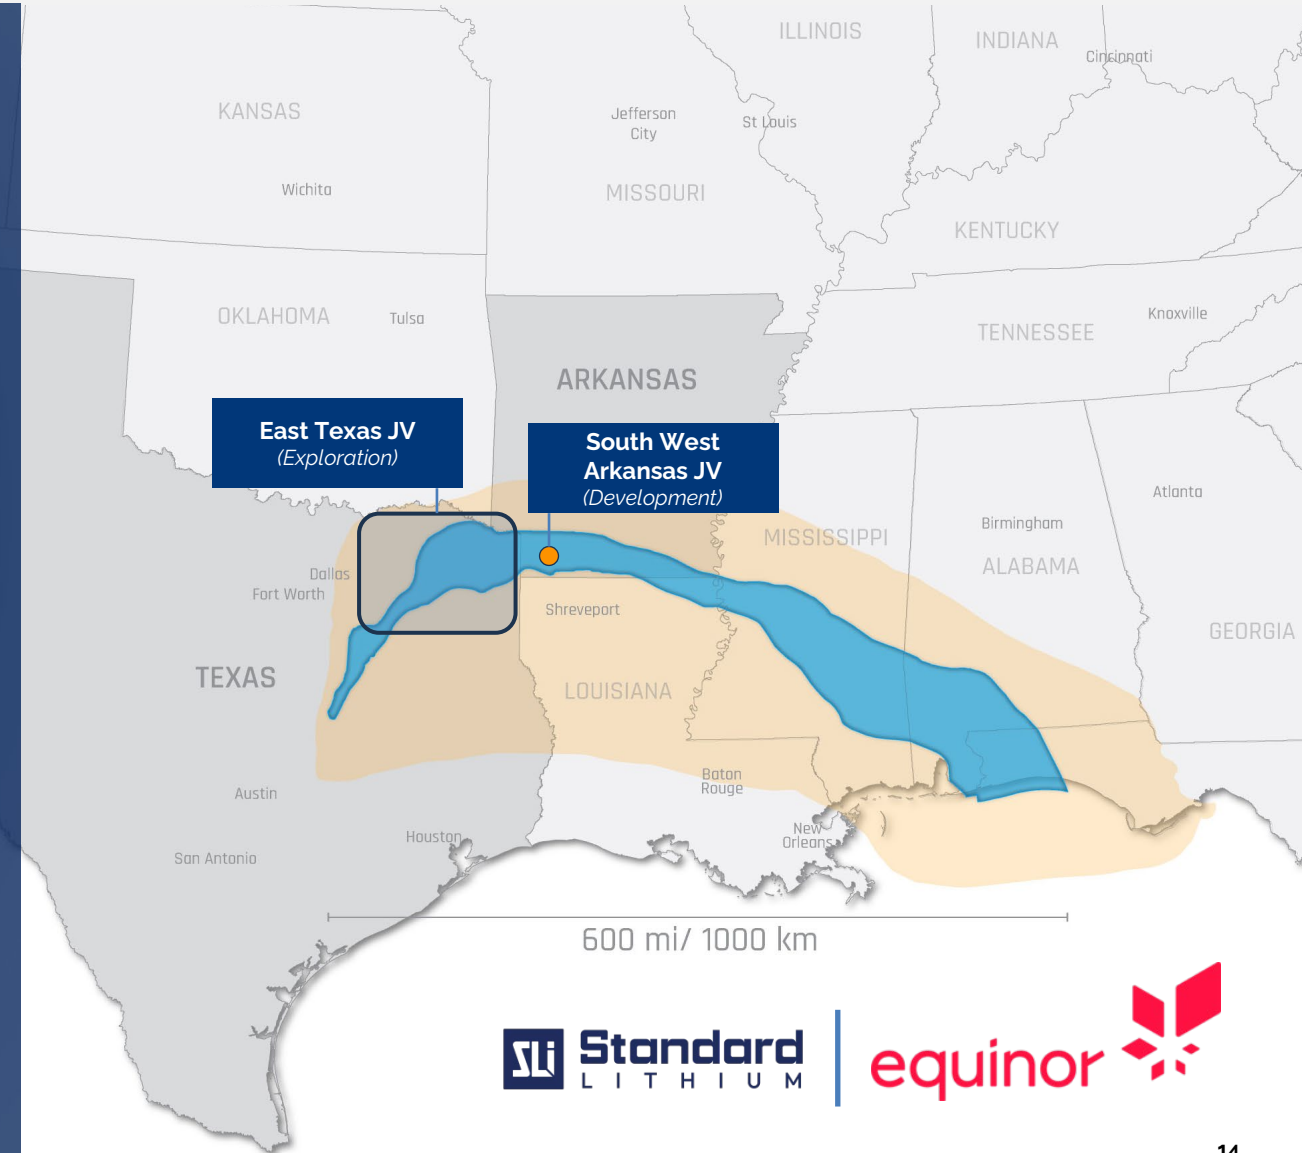 ILLINOIS
INDIANA
Cincinnati
KANSAS
Jefferson
City
St Louis
Wichita
MISSOURI
KENTUCKY
OKLAHOMA
Tulsa
Knoxville
TENNESSEE
ARKANSAS
East Texas JV
(Exploration)
South West
Arkansas JV
(Development)
Atlanta
Birmingham
MISSISSIPPI
ALABAMA
Dallas
Fort Worth
Shreveport
GEORGIA
TEXAS
LOUISIANA
Baton
Rouge
Austin
New
Orleans
Houston
San Antonio
600 mi/ 1000 km
SLi
Standard
LITHIUM
equinor
14